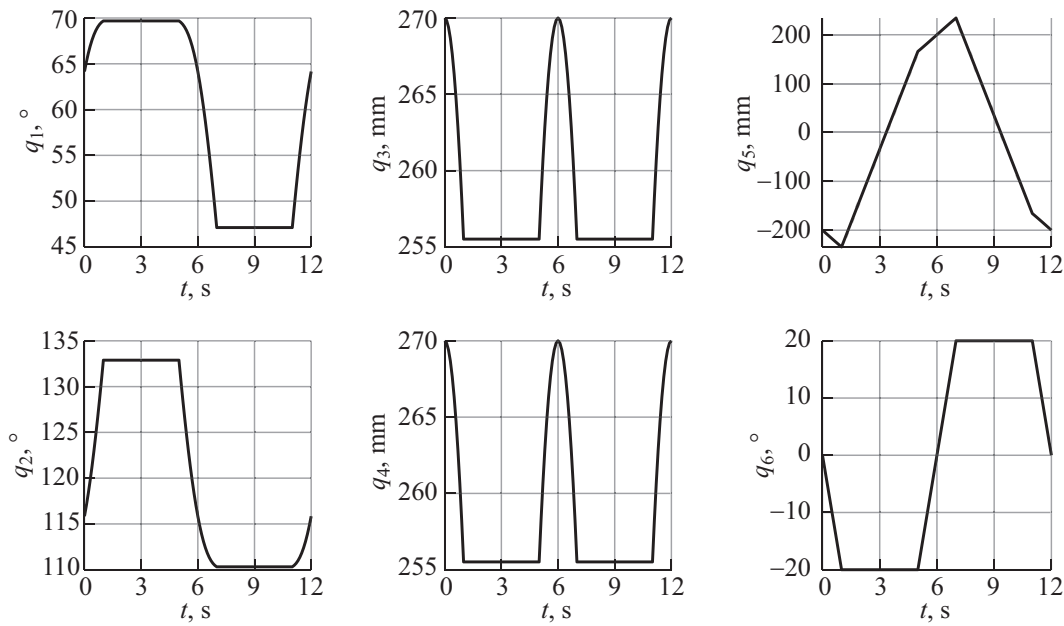 q1, °
70
65
60
55
50
45
0 3 6 9 12
t, s
q3, mm
270
265
260
255
0 3 6 9 12
t, s
q5, mm
200
100
0
–100
–200
0 3 6 9 12
t, s
q2, °
135
130
125
120
115
110
0 3 6 9 12
t, s
q4, mm
270
265
260
255
0 3 6 9 12
t, s
q6, °
20
10
0
–10
–20
0 3 6 9 12
t, s